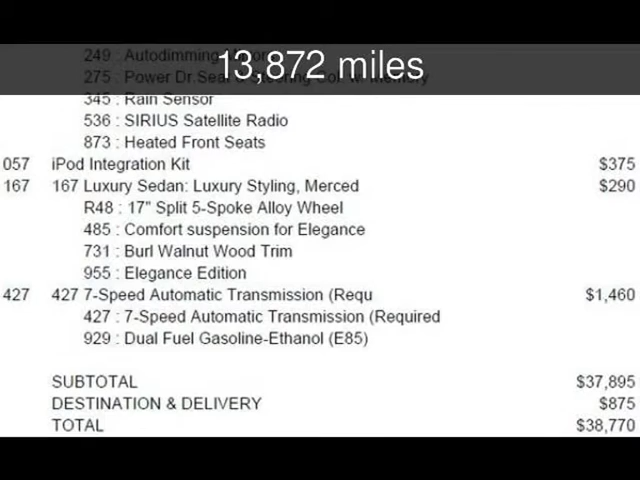 13,872 miles
249 : Autodimming Mirror
275 : Power Dr.Seat & Steering Col. w/ Memory
345 : Rain Sensor
536 : SIRIUS Satellite Radio
873 : Heated Front Seats
057 iPod Integration Kit $375
167 167 Luxury Sedan: Luxury Styling, Merced $290
R48 : 17" Split 5-Spoke Alloy Wheel
485 : Comfort suspension for Elegance
731 : Burl Walnut Wood Trim
955 : Elegance Edition
427 427 7-Speed Automatic Transmission (Requ $1,460
427 : 7-Speed Automatic Transmission (Required
929 : Dual Fuel Gasoline-Ethanol (E85)
SUBTOTAL $37,895
DESTINATION & DELIVERY $875
TOTAL $38,770